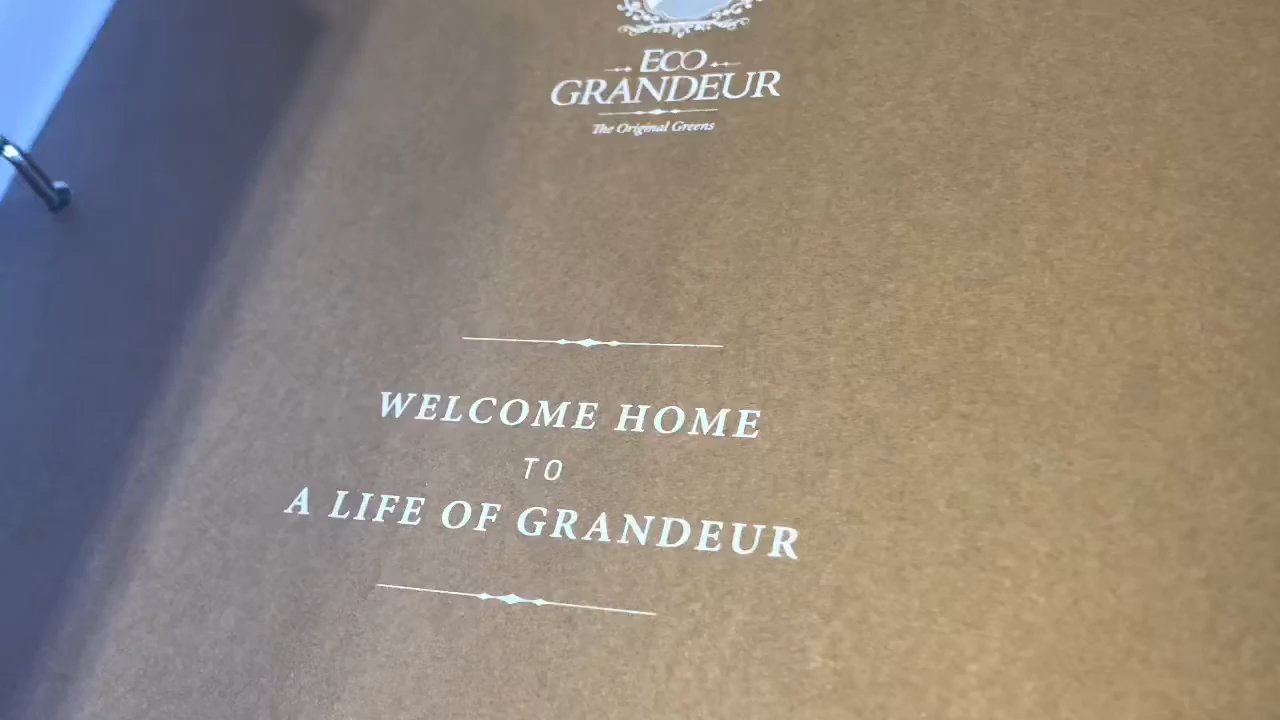 ECO
GRANDEUR
The Original Greens
WELCOME HOME
TO
A LIFE OF GRANDEUR